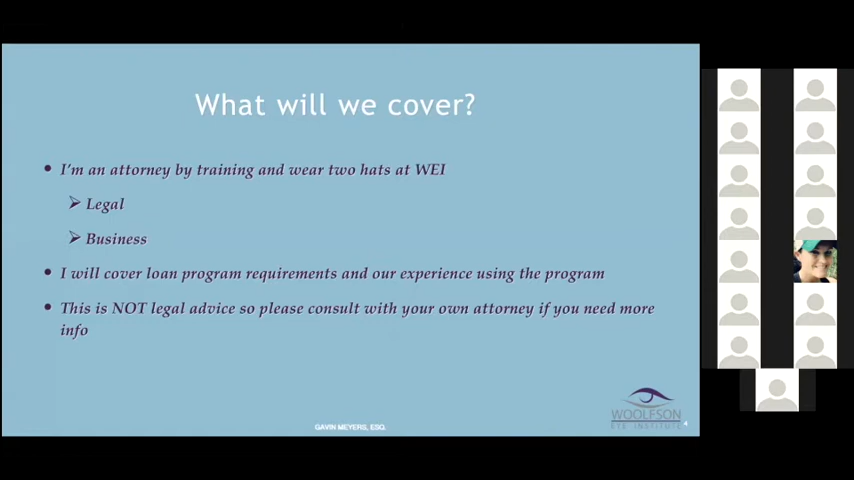 What will we cover?
I'm an attorney by training and wear two hats at WEI
Legal
Business
I will cover loan program requirements and our experience using the program
This is NOT legal advice so please consult with your own attorney if you need more
info
WOOLFSON
EYE INSTITUTE
4
GAVIN MEYERS, ESQ.